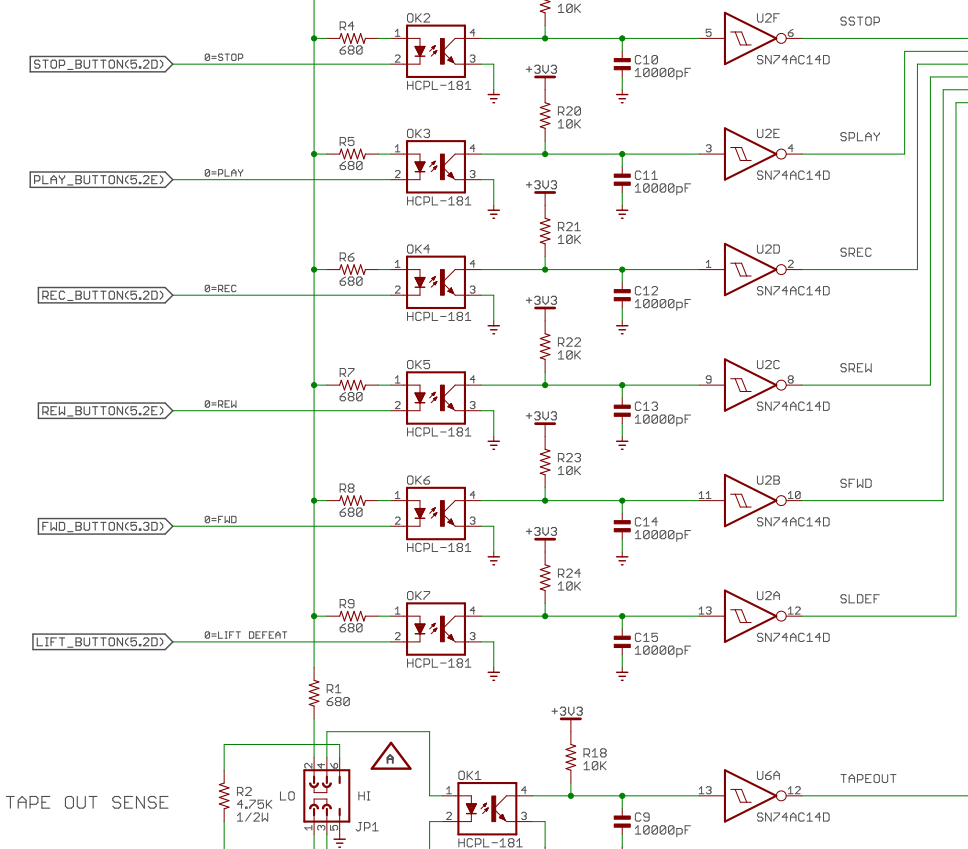 10K
R4
680
OK2
1
4
2
3
HCPL-181
STOP_BUTTON(5.2D)
0=STOP
C10
10000pF
5
U2F
6
SN74AC14D
SSTOP
+3V3
R20
10K
R5
680
OK3
1
4
2
3
HCPL-181
PLAY_BUTTON(5.2E)
0=PLAY
C11
10000pF
3
U2E
4
SN74AC14D
SPLAY
+3V3
R21
10K
R6
680
OK4
1
4
2
3
HCPL-181
REC_BUTTON(5.2D)
0=REC
C12
10000pF
1
U2D
2
SN74AC14D
SREC
+3V3
R22
10K
R7
680
OK5
1
4
2
3
HCPL-181
REW_BUTTON(5.2E)
0=REW
C13
10000pF
9
U2C
8
SN74AC14D
SREW
+3V3
R23
10K
R8
680
OK6
1
4
2
3
HCPL-181
FWD_BUTTON(5.3D)
0=FWD
C14
10000pF
11
U2B
10
SN74AC14D
SFWD
+3V3
R24
10K
R9
680
OK7
1
4
2
3
HCPL-181
LIFT_BUTTON(5.2D)
0=LIFT DEFEAT
C15
10000pF
13
U2A
12
SN74AC14D
SLDEF
R1
680
+3V3
R18
10K
A
2 4 6
LO
HI
1 3 5
JP1
R2
4.75K
1/2W
TAPE OUT SENSE
OK1
1
4
2
3
HCPL-181
C9
10000pF
13
U6A
12
SN74AC14D
TAPEOUT